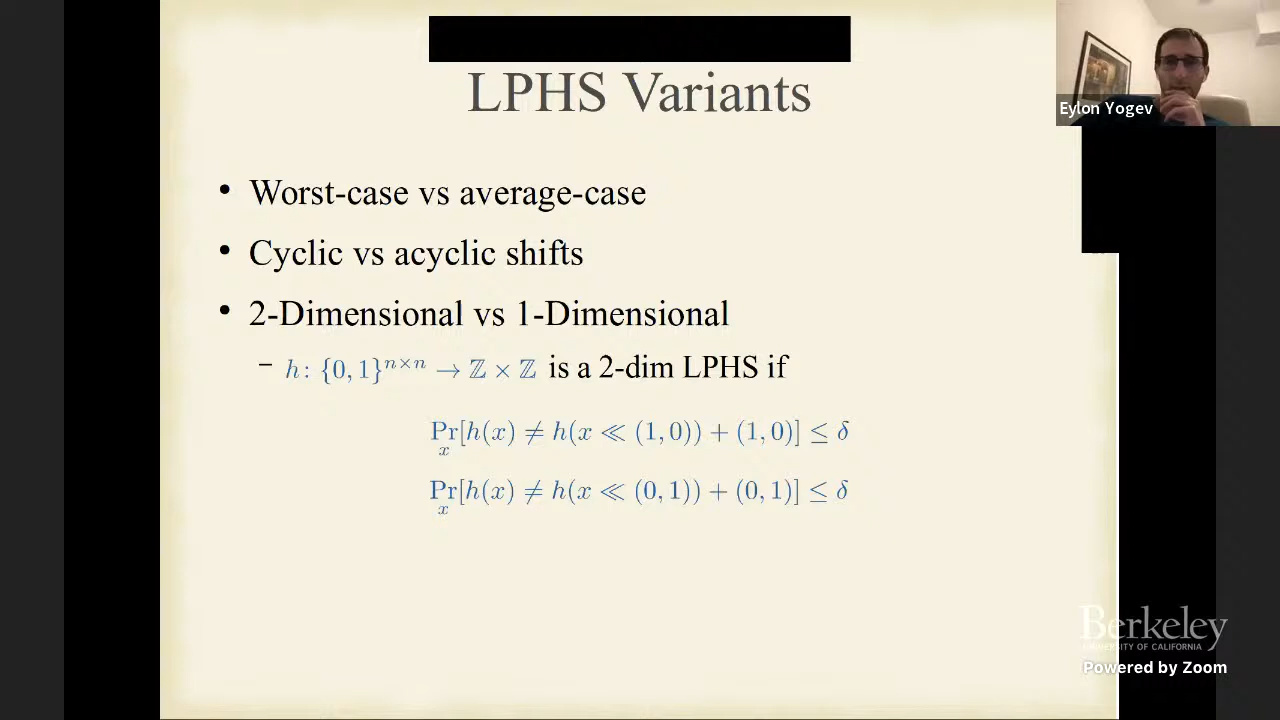 LPHS Variants
Eylon Yogev
• Worst-case vs average-case
• Cyclic vs acyclic shifts
• 2-Dimensional vs 1-Dimensional
– h: {0, 1}^{n×n} → ℤ × ℤ is a 2-dim LPHS if
Pr_x[h(x) ≠ h(x ≪ (1, 0)) + (1, 0)] ≤ δ
Pr_x[h(x) ≠ h(x ≪ (0, 1)) + (0, 1)] ≤ δ
Berkeley
UNIVERSITY OF CALIFORNIA
Powered by Zoom